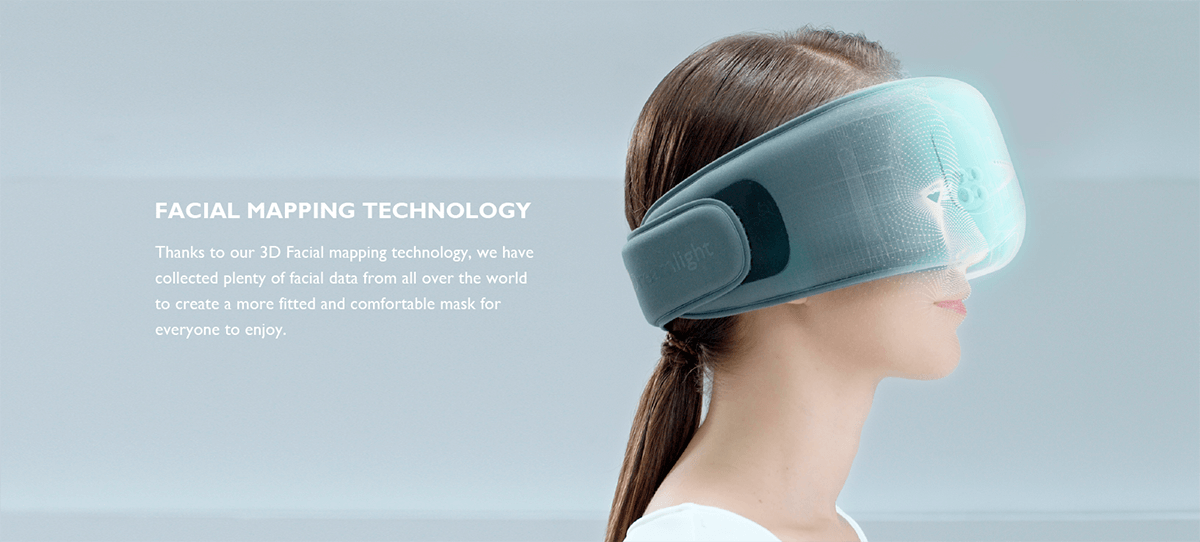 FACIAL MAPPING TECHNOLOGY
Thanks to our 3D Facial mapping technology, we have
collected plenty of facial data from all over the world
to create a more fitted and comfortable mask for
everyone to enjoy.
light